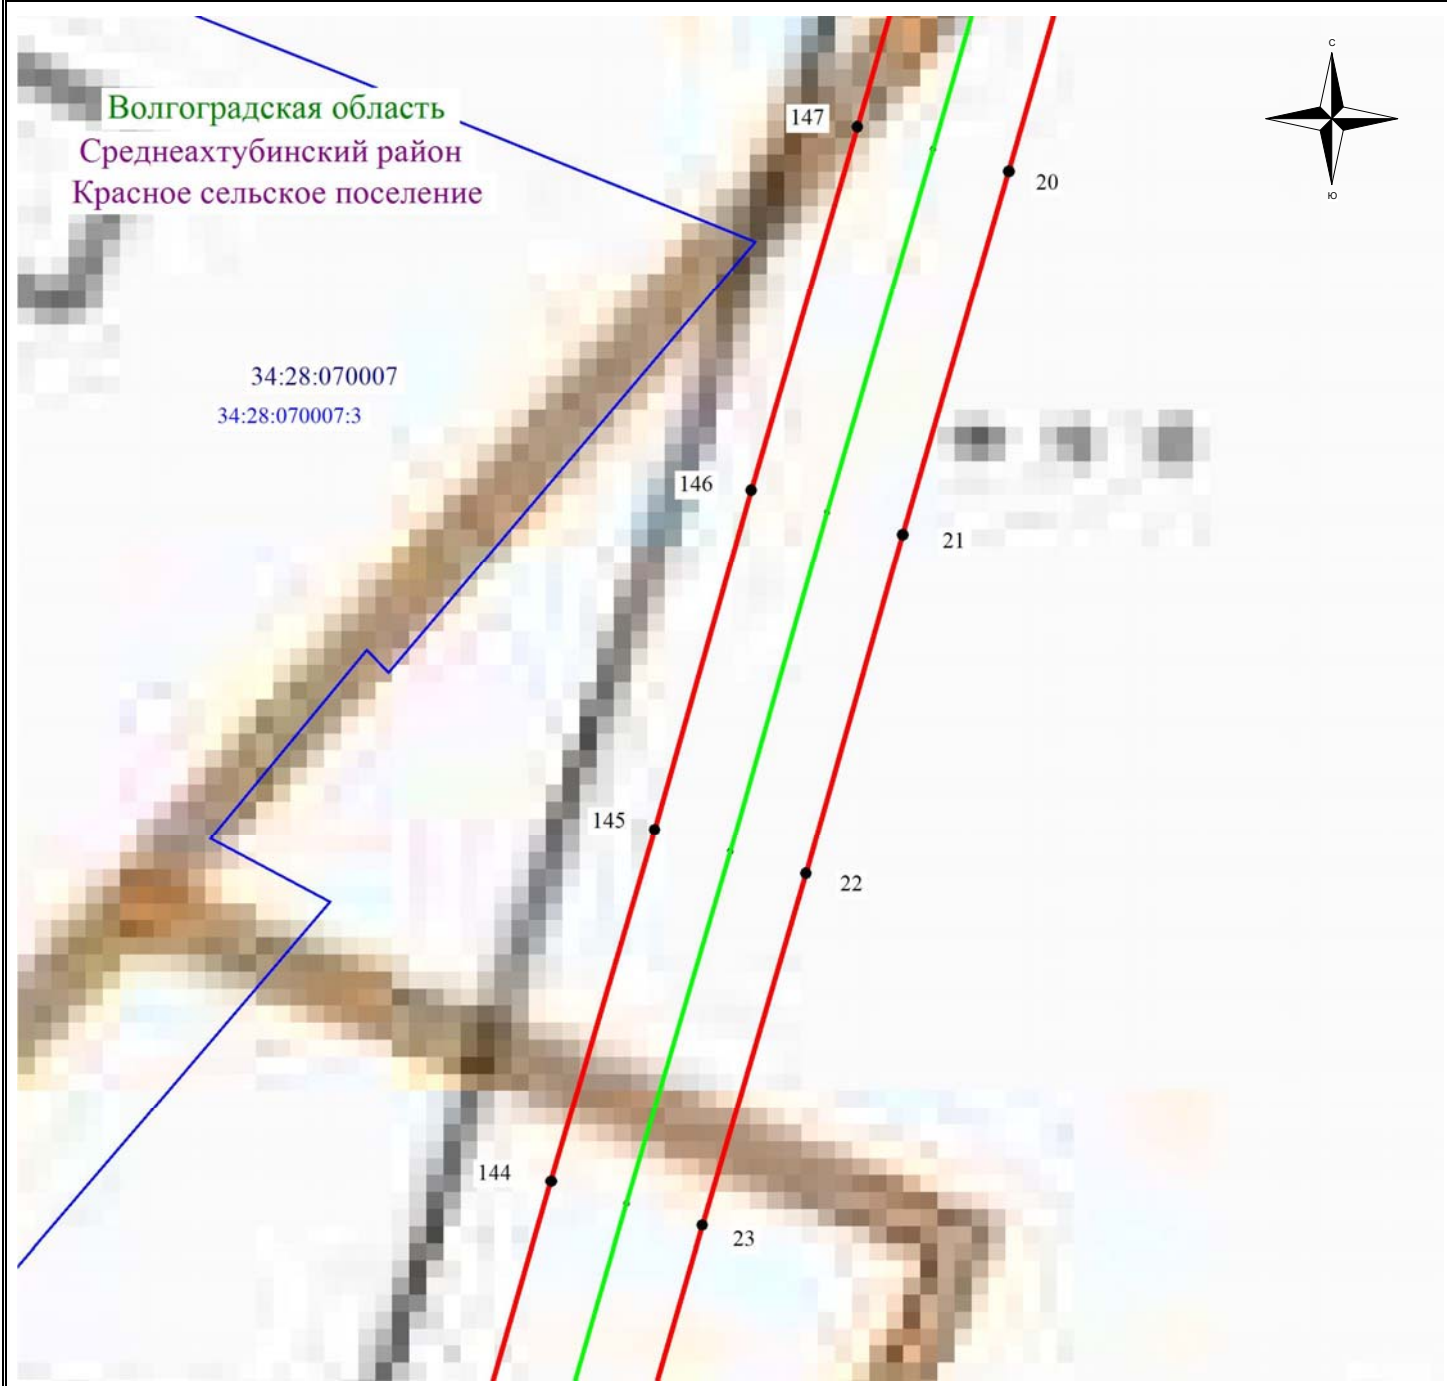 Волгоградская область
Среднеахтубинский район
Красное сельское поселение
С
Ю
147
20
34:28:070007
34:28:070007:3
146
21
145
22
144
23